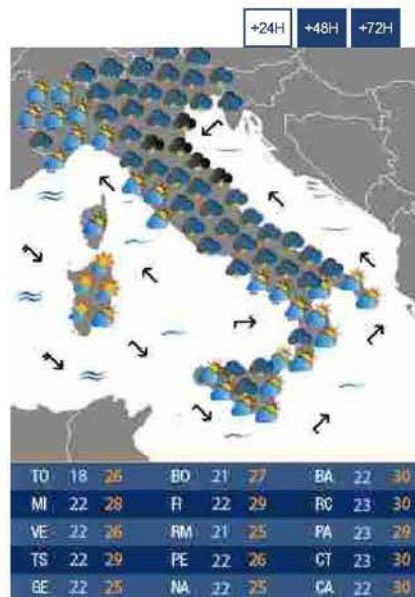 +24H +48H +72H
TO 18 26 BO 21 27 BA 22 30
MI 22 28 FI 22 29 RC 23 30
VE 22 26 RM 21 25 PA 23 29
TS 22 29 PE 22 26 CT 23 30
GE 22 25 NA 22 25 CA 22 30